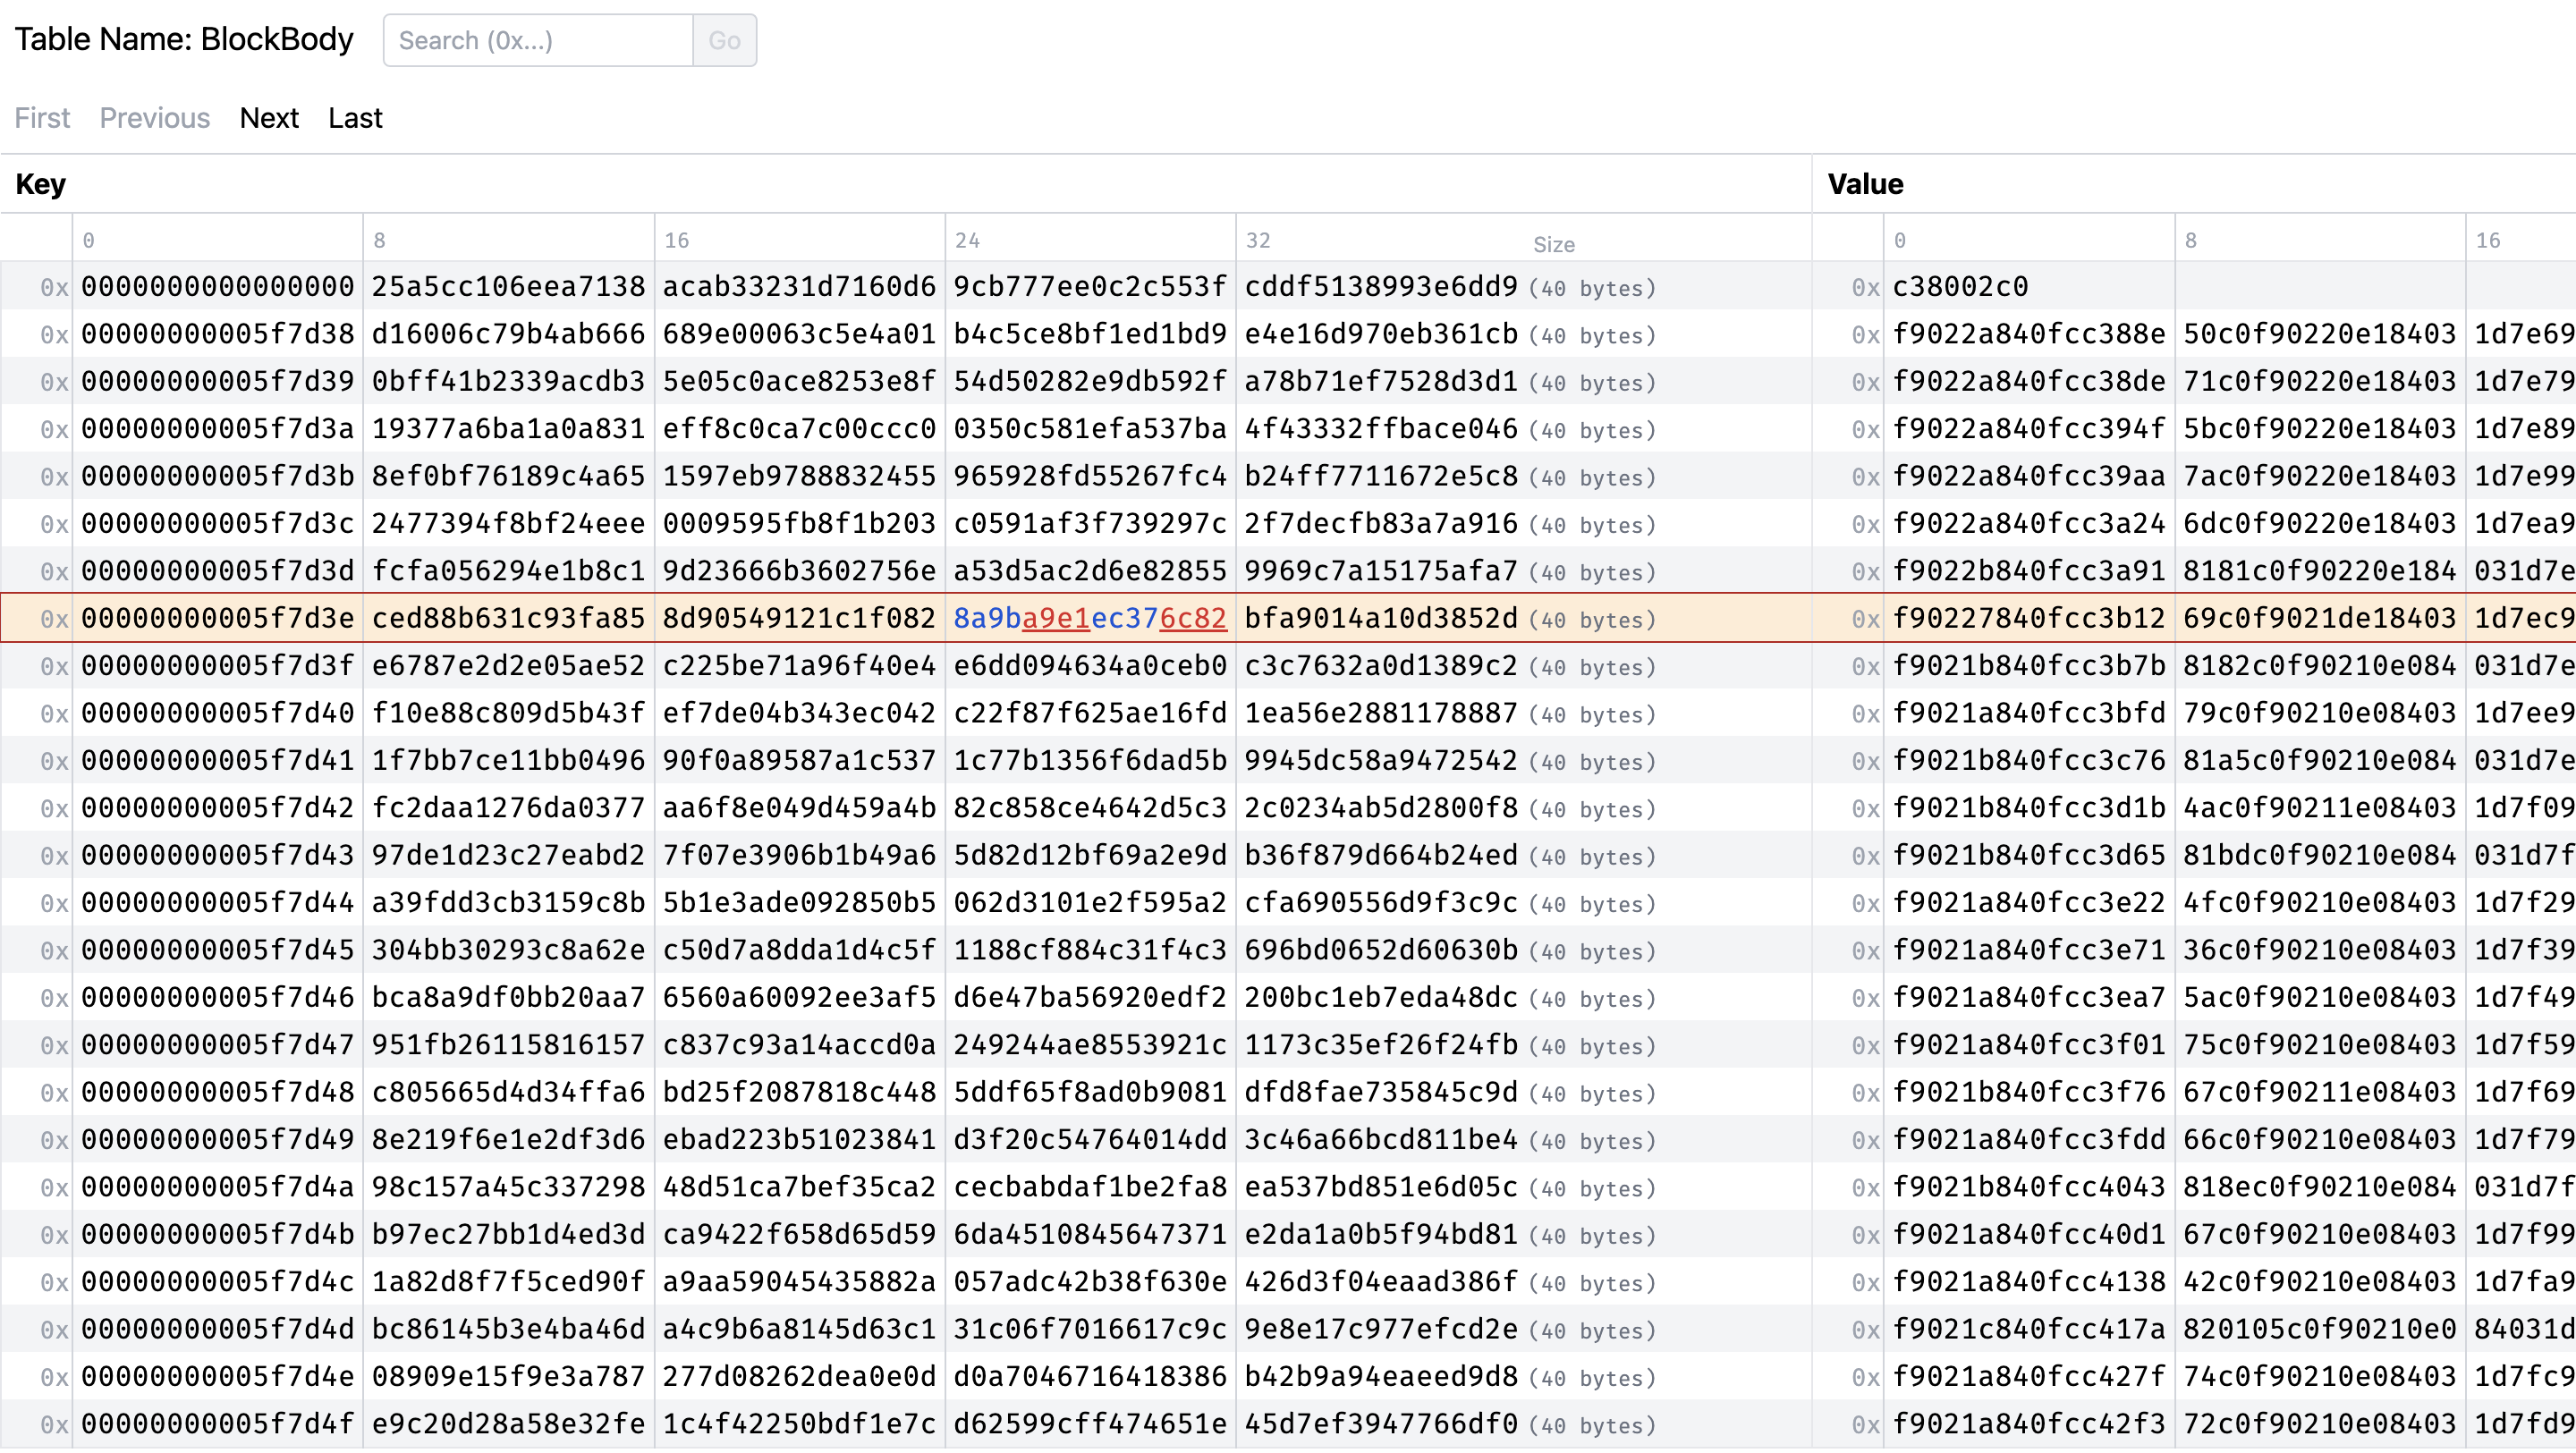 Table Name: BlockBody Search (0x...) Go
First Previous Next Last
Key Value
0 8 16 24 32 Size 0 8 16
0x 0000000000000000 25a5cc106eea7138 acab33231d7160d6 9cb777ee0c2c553f cddf5138993e6dd9 (40 bytes) 0x c38002c0
0x 00000000005f7d38 d16006c79b4ab666 689e00063c5e4a01 b4c5ce8bf1ed1bd9 e4e16d970eb361cb (40 bytes) 0x f9022a840fcc388e 50c0f90220e18403 1d7e69
0x 00000000005f7d39 0bff41b2339acdb3 5e05c0ace8253e8f 54d50282e9db592f a78b71ef7528d3d1 (40 bytes) 0x f9022a840fcc38de 71c0f90220e18403 1d7e79
0x 00000000005f7d3a 19377a6ba1a0a831 eff8c0ca7c00ccc0 0350c581efa537ba 4f43332ffbace046 (40 bytes) 0x f9022a840fcc394f 5bc0f90220e18403 1d7e89
0x 00000000005f7d3b 8ef0bf76189c4a65 1597eb9788832455 965928fd55267fc4 b24ff7711672e5c8 (40 bytes) 0x f9022a840fcc39aa 7ac0f90220e18403 1d7e99
0x 00000000005f7d3c 2477394f8bf24eee 0009595fb8f1b203 c0591af3f739297c 2f7decfb83a7a916 (40 bytes) 0x f9022a840fcc3a24 6dc0f90220e18403 1d7ea9
0x 00000000005f7d3d fcfa056294e1b8c1 9d23666b3602756e a53d5ac2d6e82855 9969c7a15175afa7 (40 bytes) 0x f9022b840fcc3a91 8181c0f90220e184 031d7e
0x 00000000005f7d3e ced88b631c93fa85 8d90549121c1f082 8a9ba9e1ec376c82 bfa9014a10d3852d (40 bytes) 0x f90227840fcc3b12 69c0f9021de18403 1d7ec9
0x 00000000005f7d3f e6787e2d2e05ae52 c225be71a96f40e4 e6dd094634a0ceb0 c3c7632a0d1389c2 (40 bytes) 0x f9021b840fcc3b7b 8182c0f90210e084 031d7e
0x 00000000005f7d40 f10e88c809d5b43f ef7de04b343ec042 c22f87f625ae16fd 1ea56e2881178887 (40 bytes) 0x f9021a840fcc3bfd 79c0f90210e08403 1d7ee9
0x 00000000005f7d41 1f7bb7ce11bb0496 90f0a89587a1c537 1c77b1356f6dad5b 9945dc58a9472542 (40 bytes) 0x f9021b840fcc3c76 81a5c0f90210e084 031d7e
0x 00000000005f7d42 fc2daa1276da0377 aa6f8e049d459a4b 82c858ce4642d5c3 2c0234ab5d2800f8 (40 bytes) 0x f9021b840fcc3d1b 4ac0f90211e08403 1d7f09
0x 00000000005f7d43 97de1d23c27eabd2 7f07e3906b1b49a6 5d82d12bf69a2e9d b36f879d664b24ed (40 bytes) 0x f9021b840fcc3d65 81bdc0f90210e084 031d7f
0x 00000000005f7d44 a39fdd3cb3159c8b 5b1e3ade092850b5 062d3101e2f595a2 cfa690556d9f3c9c (40 bytes) 0x f9021a840fcc3e22 4fc0f90210e08403 1d7f29
0x 00000000005f7d45 304bb30293c8a62e c50d7a8dda1d4c5f 1188cf884c31f4c3 696bd0652d60630b (40 bytes) 0x f9021a840fcc3e71 36c0f90210e08403 1d7f39
0x 00000000005f7d46 bca8a9df0bb20aa7 6560a60092ee3af5 d6e47ba56920edf2 200bc1eb7eda48dc (40 bytes) 0x f9021a840fcc3ea7 5ac0f90210e08403 1d7f49
0x 00000000005f7d47 951fb26115816157 c837c93a14accd0a 249244ae8553921c 1173c35ef26f24fb (40 bytes) 0x f9021a840fcc3f01 75c0f90210e08403 1d7f59
0x 00000000005f7d48 c805665d4d34ffa6 bd25f2087818c448 5ddf65f8ad0b9081 dfd8fae735845c9d (40 bytes) 0x f9021b840fcc3f76 67c0f90211e08403 1d7f69
0x 00000000005f7d49 8e219f6e1e2df3d6 ebad223b51023841 d3f20c54764014dd 3c46a66bcd811be4 (40 bytes) 0x f9021a840fcc3fdd 66c0f90210e08403 1d7f79
0x 00000000005f7d4a 98c157a45c337298 48d51ca7bef35ca2 cecbabdaf1be2fa8 ea537bd851e6d05c (40 bytes) 0x f9021b840fcc4043 818ec0f90210e084 031d7f
0x 00000000005f7d4b b97ec27bb1d4ed3d ca9422f658d65d59 6da4510845647371 e2da1a0b5f94bd81 (40 bytes) 0x f9021a840fcc40d1 67c0f90210e08403 1d7f99
0x 00000000005f7d4c 1a82d8f7f5ced90f a9aa59045435882a 057adc42b38f630e 426d3f04eaad386f (40 bytes) 0x f9021a840fcc4138 42c0f90210e08403 1d7fa9
0x 00000000005f7d4d bc86145b3e4ba46d a4c9b6a8145d63c1 31c06f7016617c9c 9e8e17c977efcd2e (40 bytes) 0x f9021c840fcc417a 820105c0f90210e0 84031d
0x 00000000005f7d4e 08909e15f9e3a787 277d08262dea0e0d d0a7046716418386 b42b9a94eaeed9d8 (40 bytes) 0x f9021a840fcc427f 74c0f90210e08403 1d7fc9
0x 00000000005f7d4f e9c20d28a58e32fe 1c4f42250bdf1e7c d62599cff474651e 45d7ef3947766df0 (40 bytes) 0x f9021a840fcc42f3 72c0f90210e08403 1d7fd9